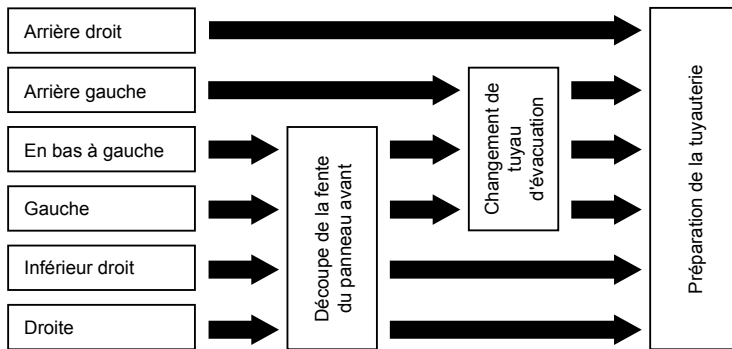 Arrière droit
Arrière gauche
En bas à gauche
Gauche
Inférieur droit
Droite
Découpe de la fente
du panneau avant
Changement de
tuyau
d'évacuation
Préparation de la tuyauterie